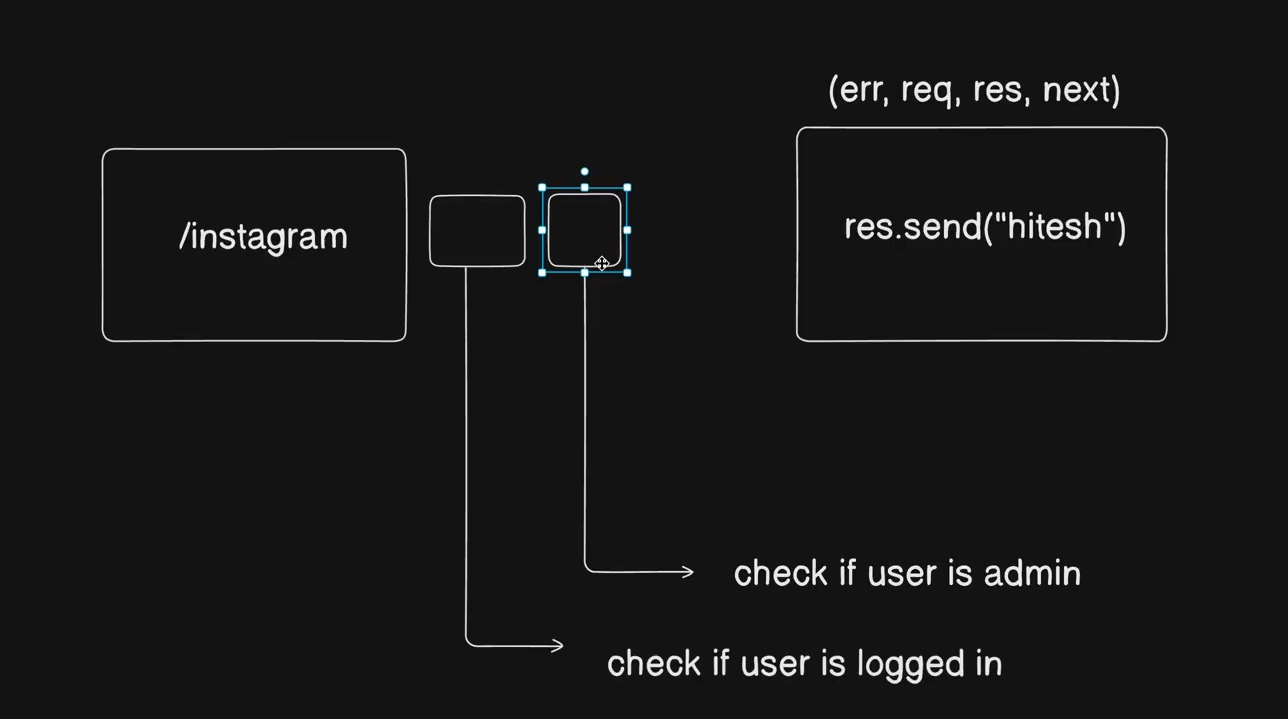 (err, req, res, next)
/instagram
res.send("hitesh")
check if user is admin
check if user is logged in